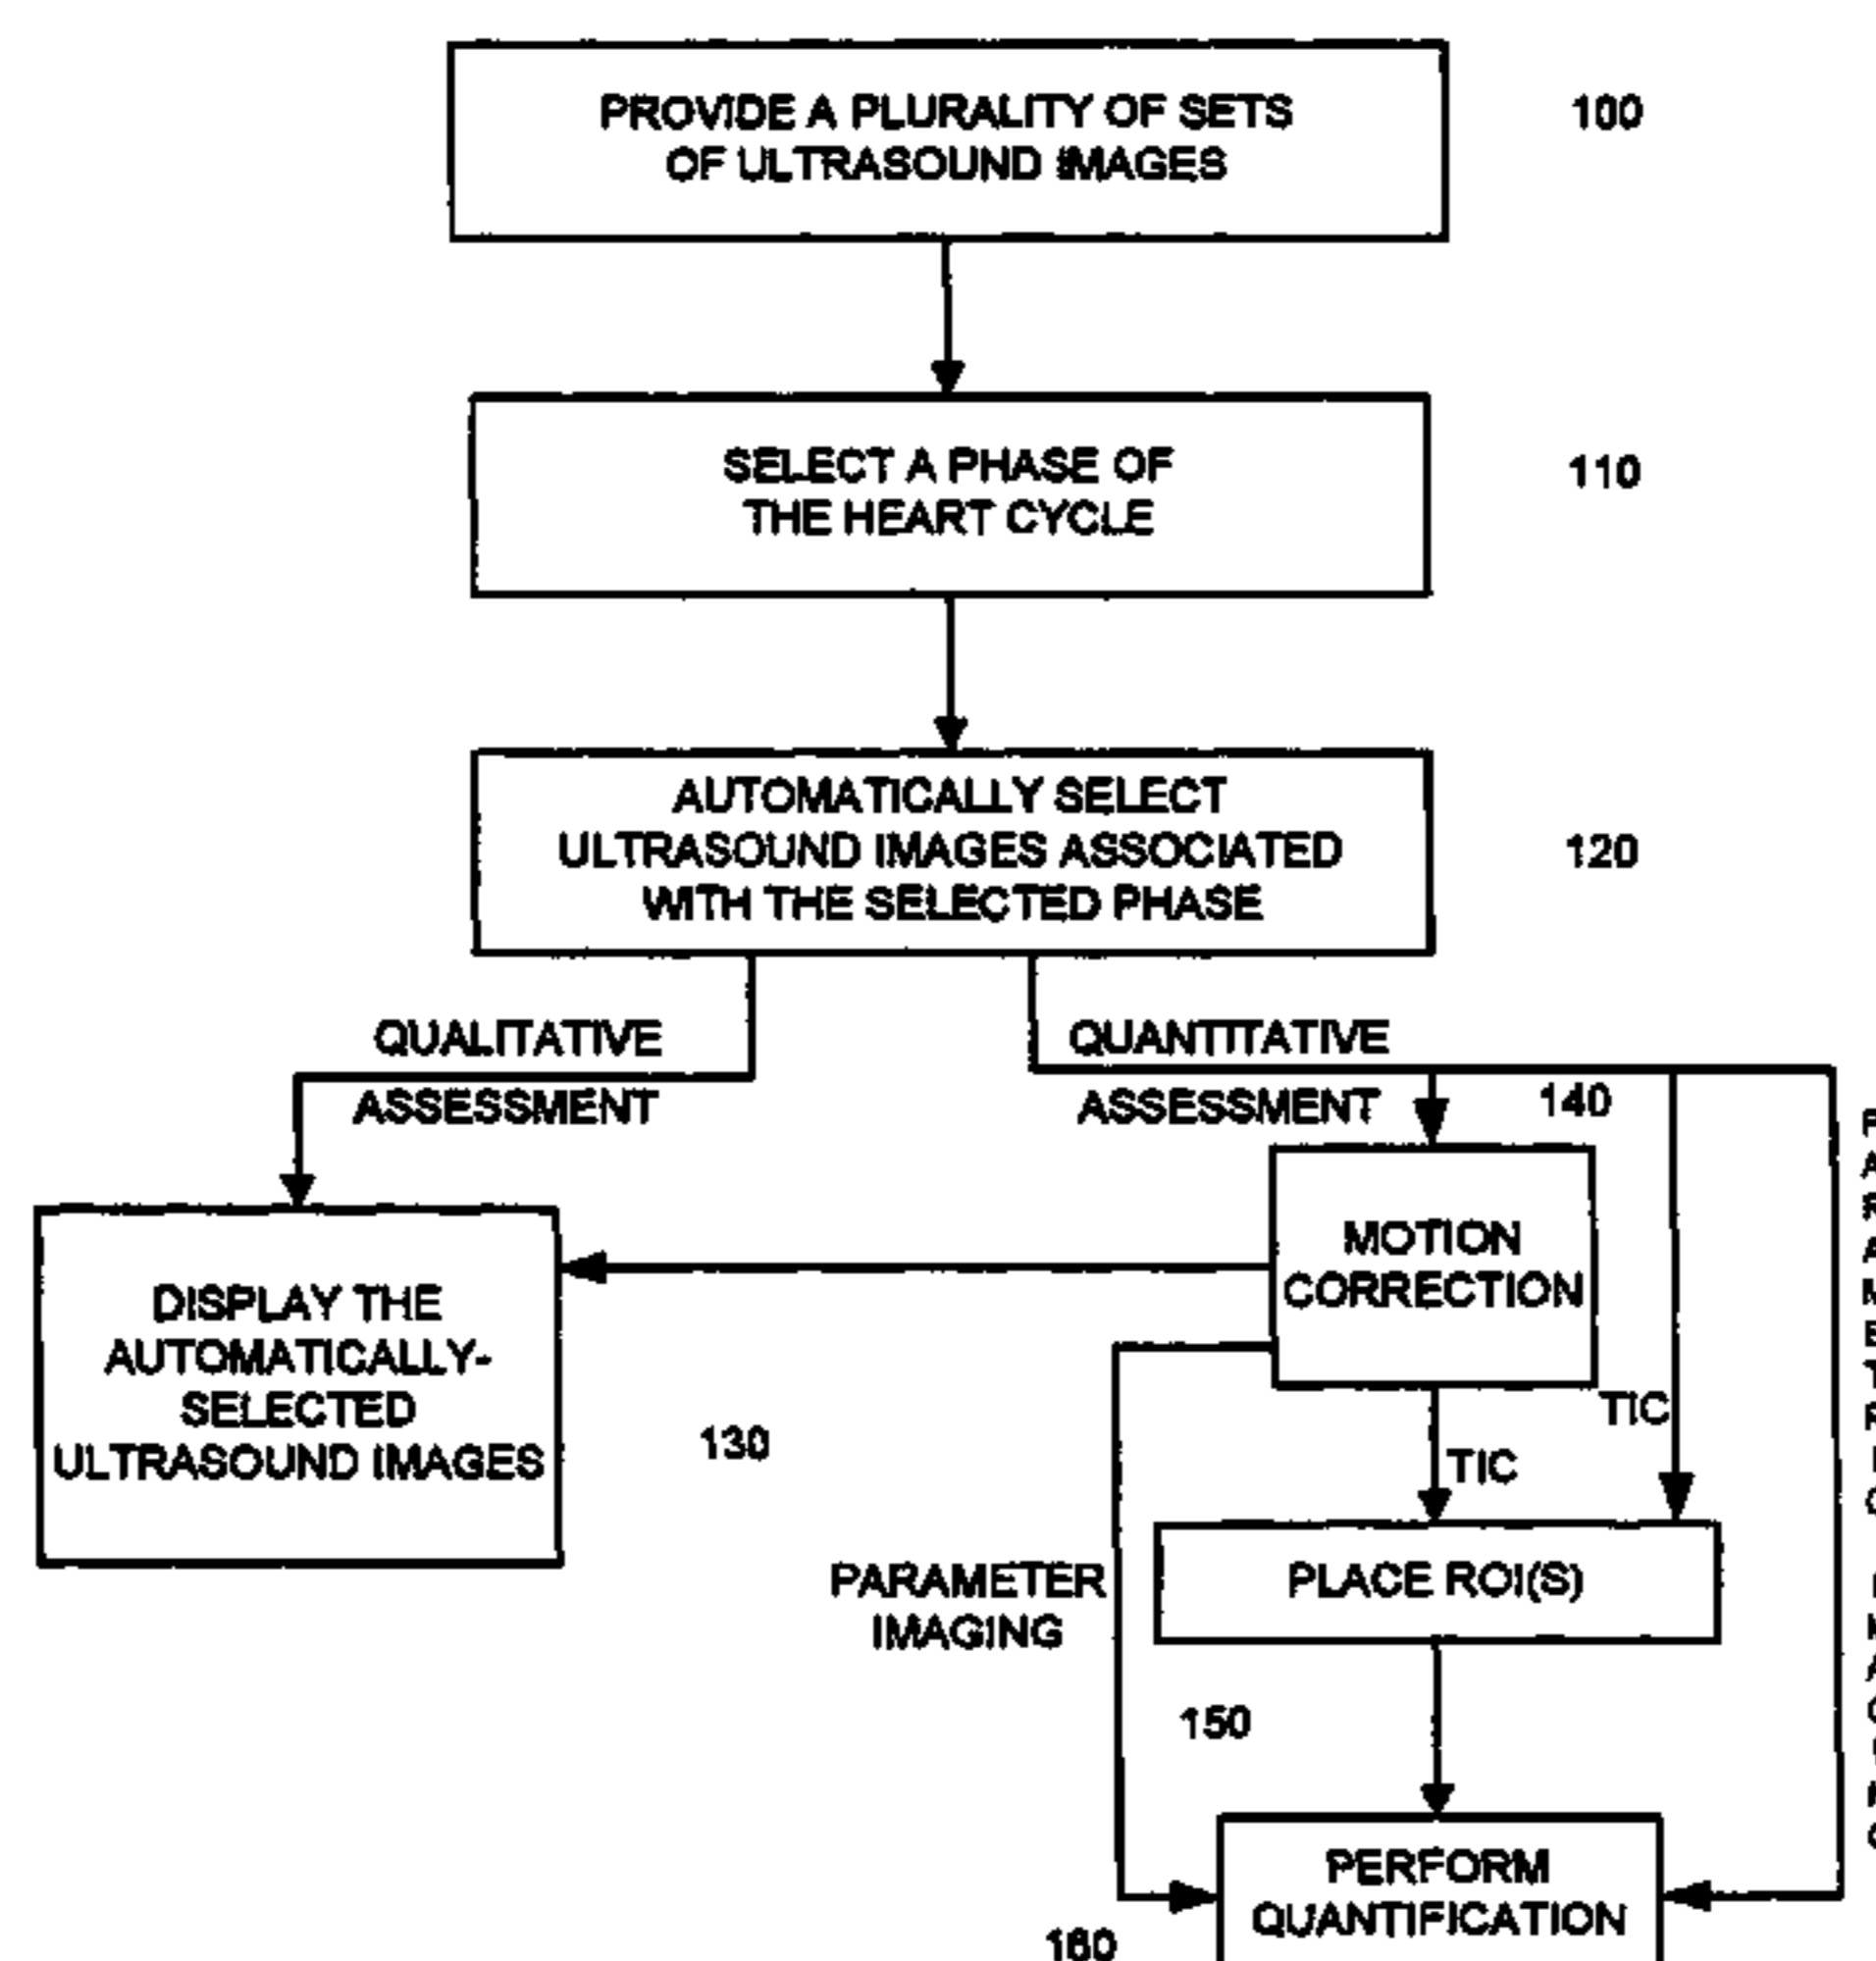 PROVIDE A PLURALITY OF SETS
OF ULTRASOUND IMAGES
100
SELECT A PHASE OF
THE HEART CYCLE
110
AUTOMATICALLY SELECT
ULTRASOUND IMAGES ASSOCIATED
WITH THE SELECTED PHASE
120
QUALITATIVE
ASSESSMENT
QUANTITATIVE
ASSESSMENT
140
MOTION
CORRECTION
DISPLAY THE
AUTOMATICALLY-
SELECTED
ULTRASOUND IMAGES
130
TIC
TIC
PARAMETER
IMAGING
PLACE ROI(S)
150
PERFORM
QUANTIFICATION
160